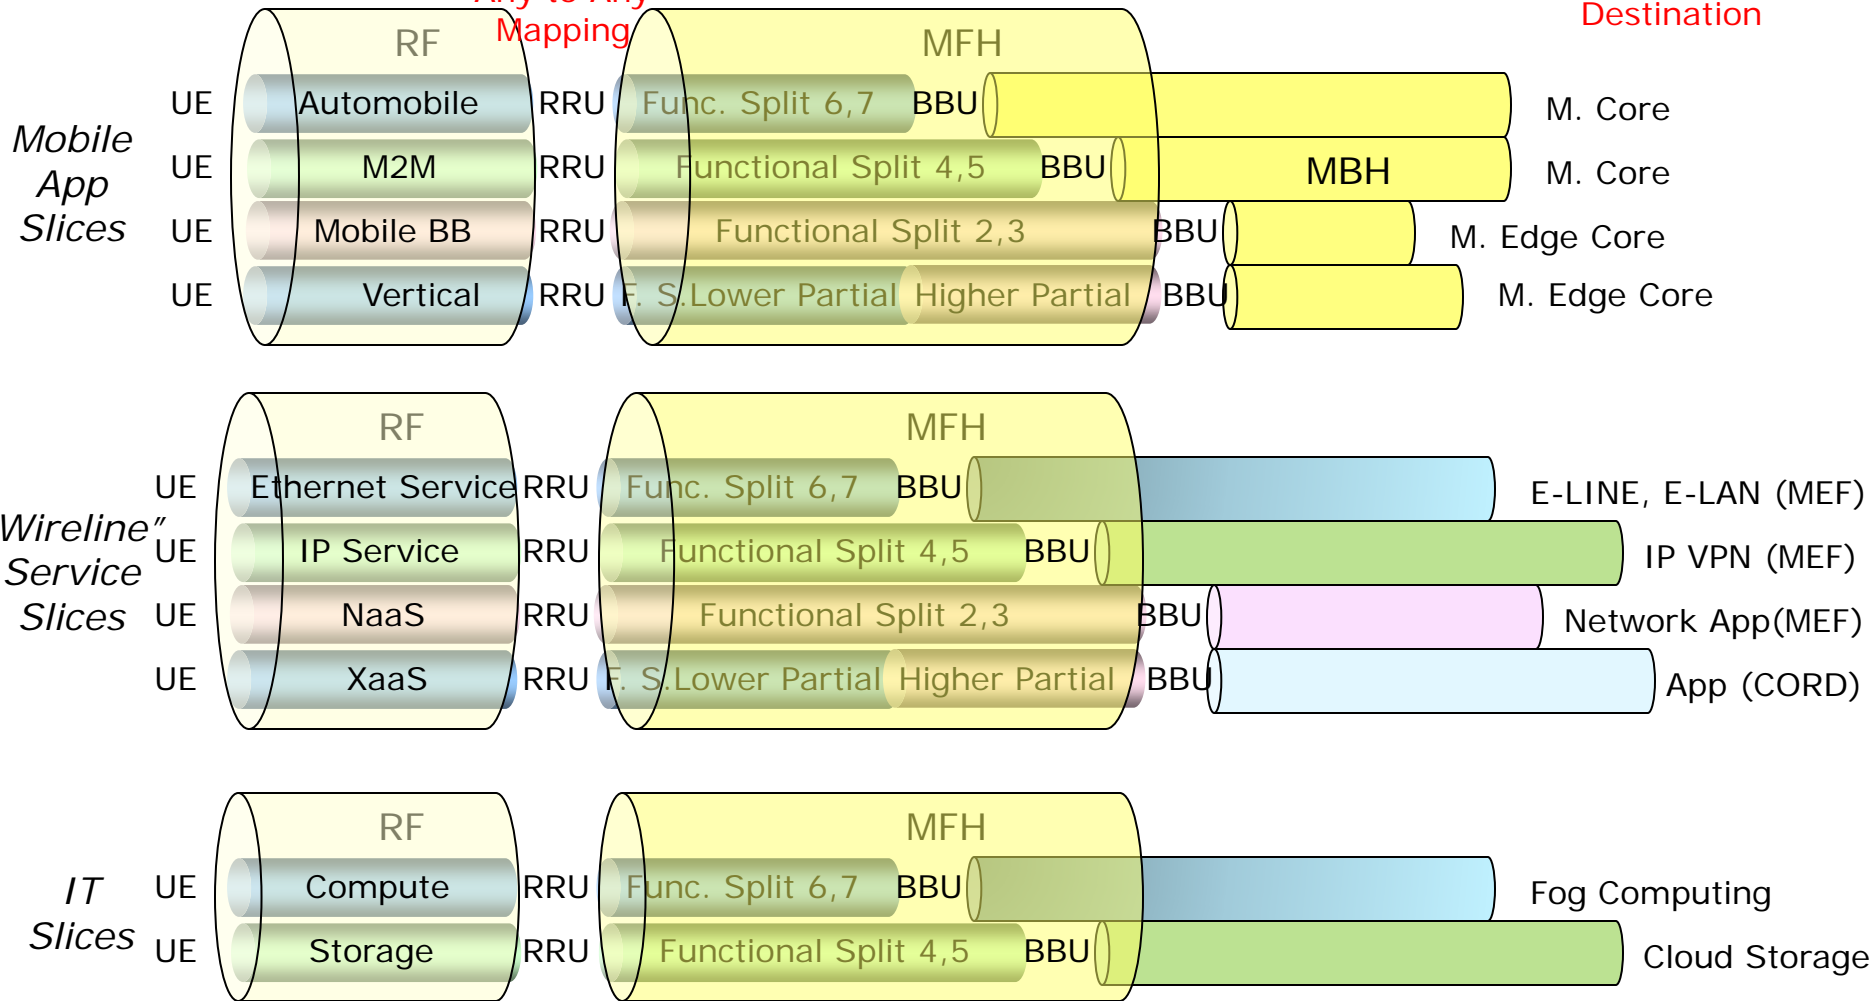 Any-to-Any
Mapping
Destination
Mobile
App
Slices
RF
MFH
UE Automobile RRU Func. Split 6,7 BBU M. Core
UE M2M RRU Functional Split 4,5 BBU MBH M. Core
UE Mobile BB RRU Functional Split 2,3 BBU M. Edge Core
UE Vertical RRU F. S.Lower Partial Higher Partial BBU M. Edge Core
Wireline”
Service
Slices
RF
MFH
UE Ethernet Service RRU Func. Split 6,7 BBU E-LINE, E-LAN (MEF)
UE IP Service RRU Functional Split 4,5 BBU IP VPN (MEF)
UE NaaS RRU Functional Split 2,3 BBU Network App(MEF)
UE XaaS RRU F. S.Lower Partial Higher Partial BBU App (CORD)
IT
Slices
RF
MFH
UE Compute RRU Func. Split 6,7 BBU Fog Computing
UE Storage RRU Functional Split 4,5 BBU Cloud Storage